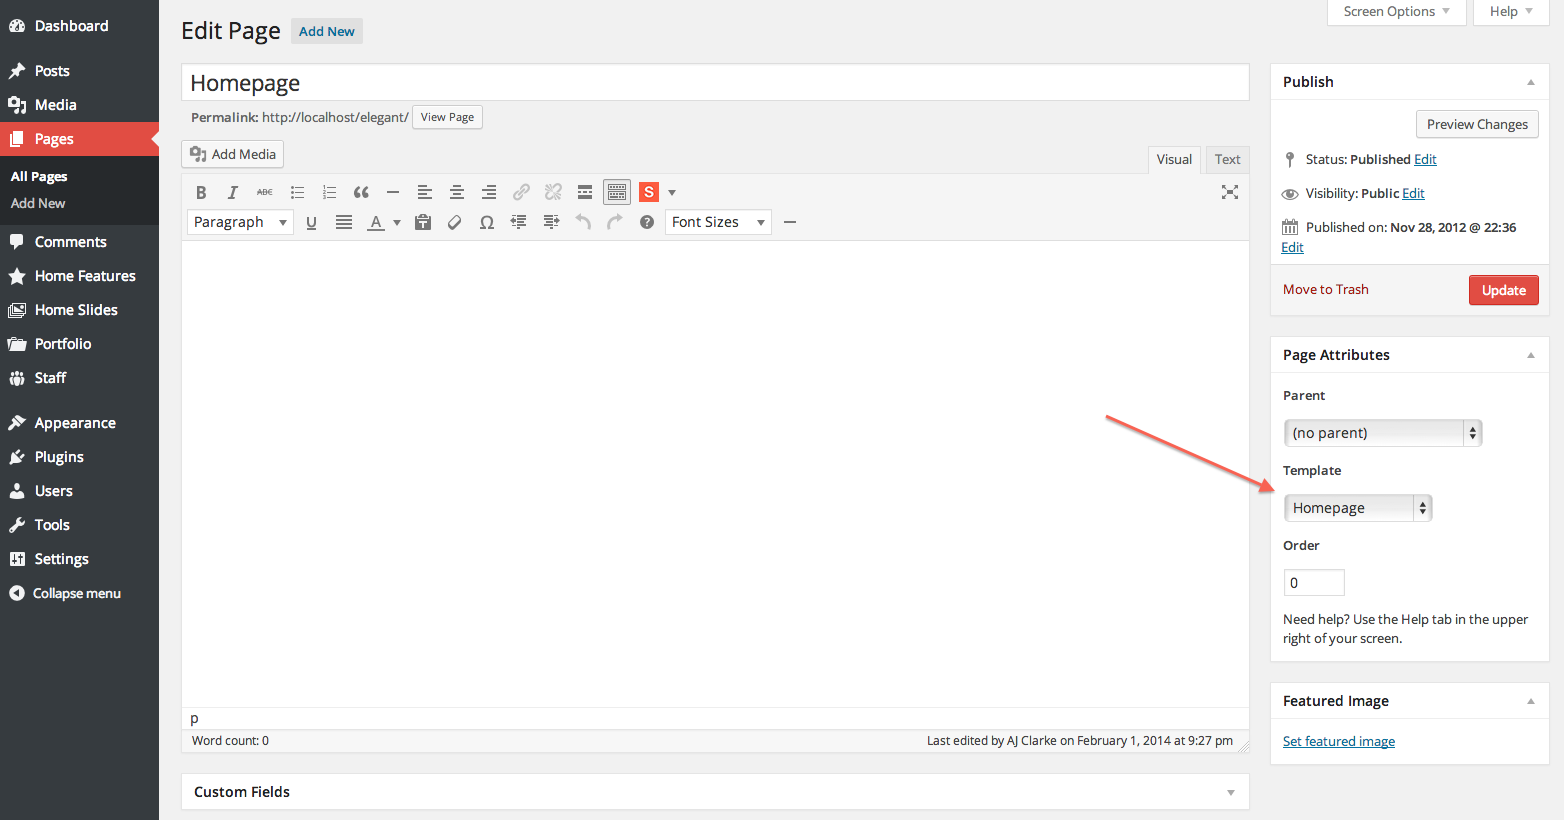 Dashboard
Posts
Media
Pages
All Pages
Add New
Comments
Home Features
Home Slides
Portfolio
Staff
Appearance
Plugins
Users
Tools
Settings
Collapse menu
Screen Options
Help
Edit Page Add New
Homepage
Permalink: http://localhost/elegant/ View Page
Add Media
Visual Text
B I ABC S
Paragraph U A T Ω ? Font Sizes
p
Word count: 0 Last edited by AJ Clarke on February 1, 2014 at 9:27 pm
Custom Fields
Publish
Preview Changes
Status: Published Edit
Visibility: Public Edit
Published on: Nov 28, 2012 @ 22:36
Edit
Move to Trash Update
Page Attributes
Parent
(no parent)
Template
Homepage
Order
0
Need help? Use the Help tab in the upper
right of your screen.
Featured Image
Set featured image